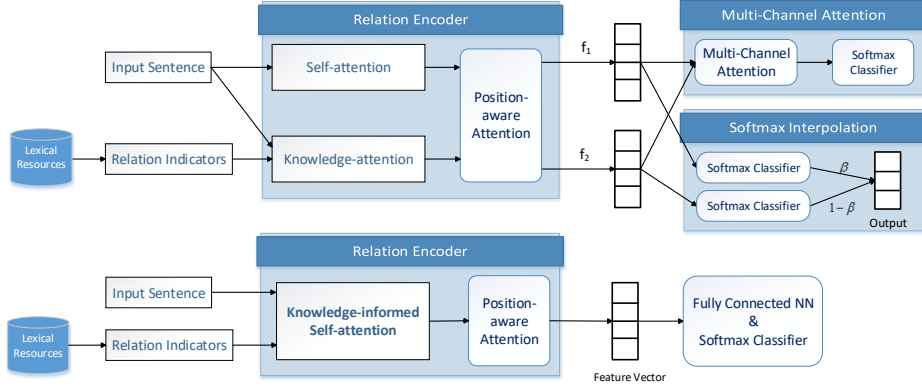 Relation Encoder
Multi-Channel Attention
Input Sentence
Self-attention
f1
Multi-Channel
Attention
Softmax
Classifier
Position-
aware
Attention
Lexical
Resources
Relation Indicators
Knowledge-attention
f2
Softmax Interpolation
Softmax Classifier
β
Softmax Classifier
1 − β
Output
Relation Encoder
Input Sentence
Knowledge-informed
Self-attention
Position-
aware
Attention
Fully Connected NN
&
Softmax Classifier
Lexical
Resources
Relation Indicators
Feature Vector